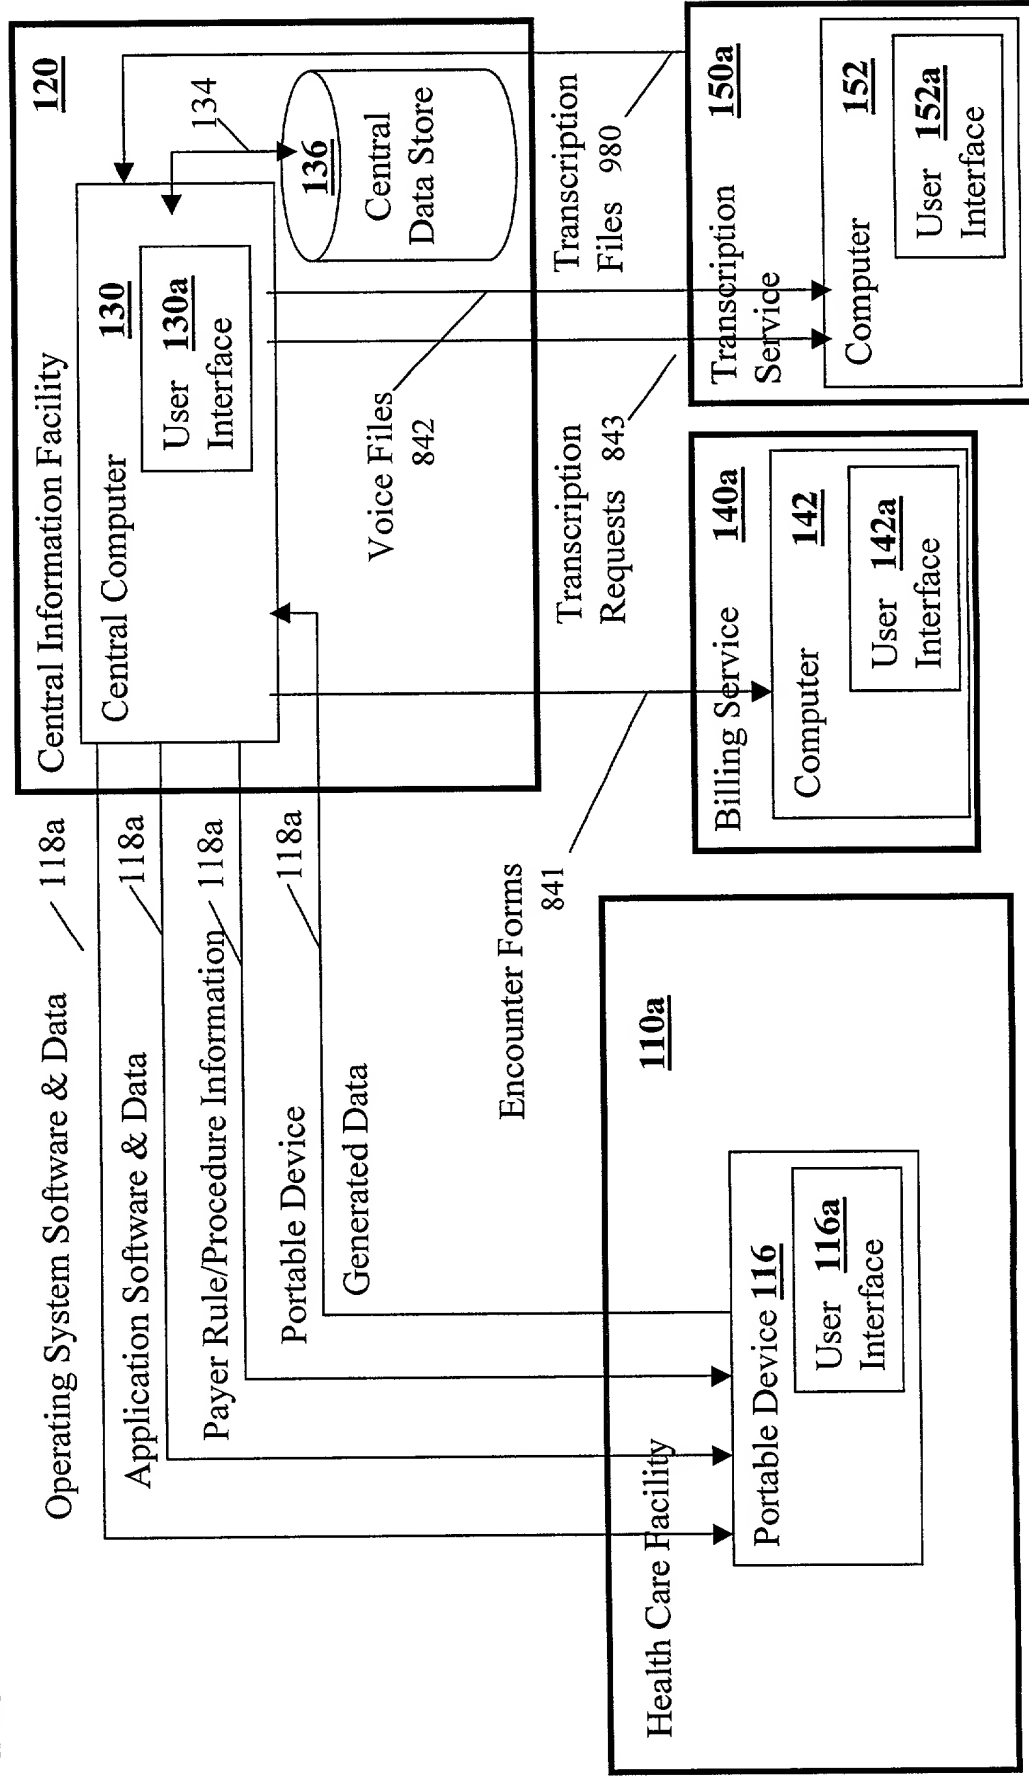 Central Information Facility 120
Central Computer 130
User 130a
Interface
134
136
Central
Data Store
Operating System Software & Data
118a
Application Software & Data
118a
Payer Rule/Procedure Information
118a
Portable Device
118a
Generated Data
Voice Files
842
Encounter Forms
841
Transcription
Requests 843
Transcription
Files 980
Health Care Facility
110a
Portable Device 116
User 116a
Interface
Billing Service 140a
Computer 142
User 142a
Interface
Transcription 150a
Service
Computer 152
User 152a
Interface